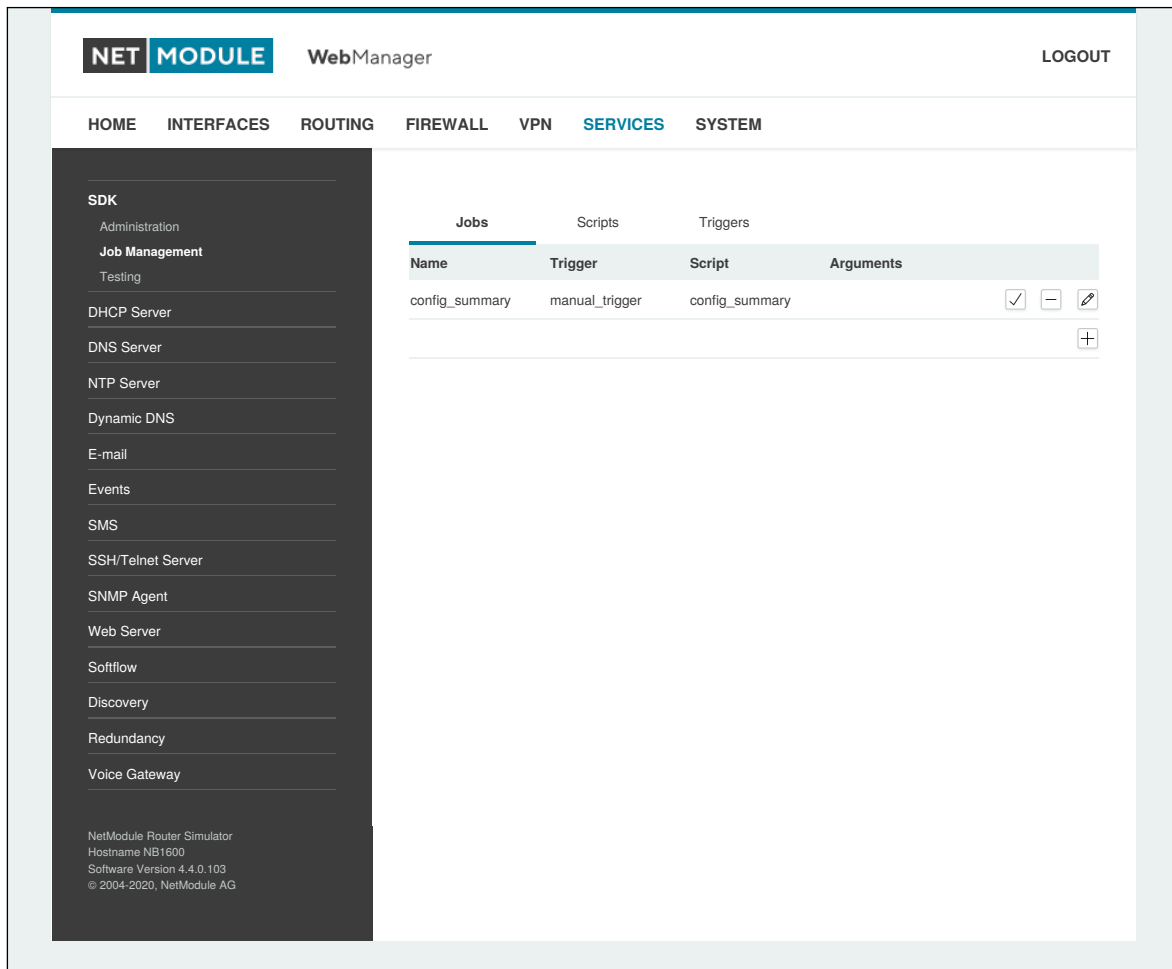 NET MODULE WebManager LOGOUT
HOME INTERFACES ROUTING FIREWALL VPN SERVICES SYSTEM
SDK
Administration
Job Management
Testing
DHCP Server
DNS Server
NTP Server
Dynamic DNS
E-mail
Events
SMS
SSH/Telnet Server
SNMP Agent
Web Server
Softflow
Discovery
Redundancy
Voice Gateway
NetModule Router Simulator
Hostname NB1600
Software Version 4.4.0.103
© 2004-2020, NetModule AG
Jobs Scripts Triggers
Name Trigger Script Arguments
config_summary manual_trigger config_summary